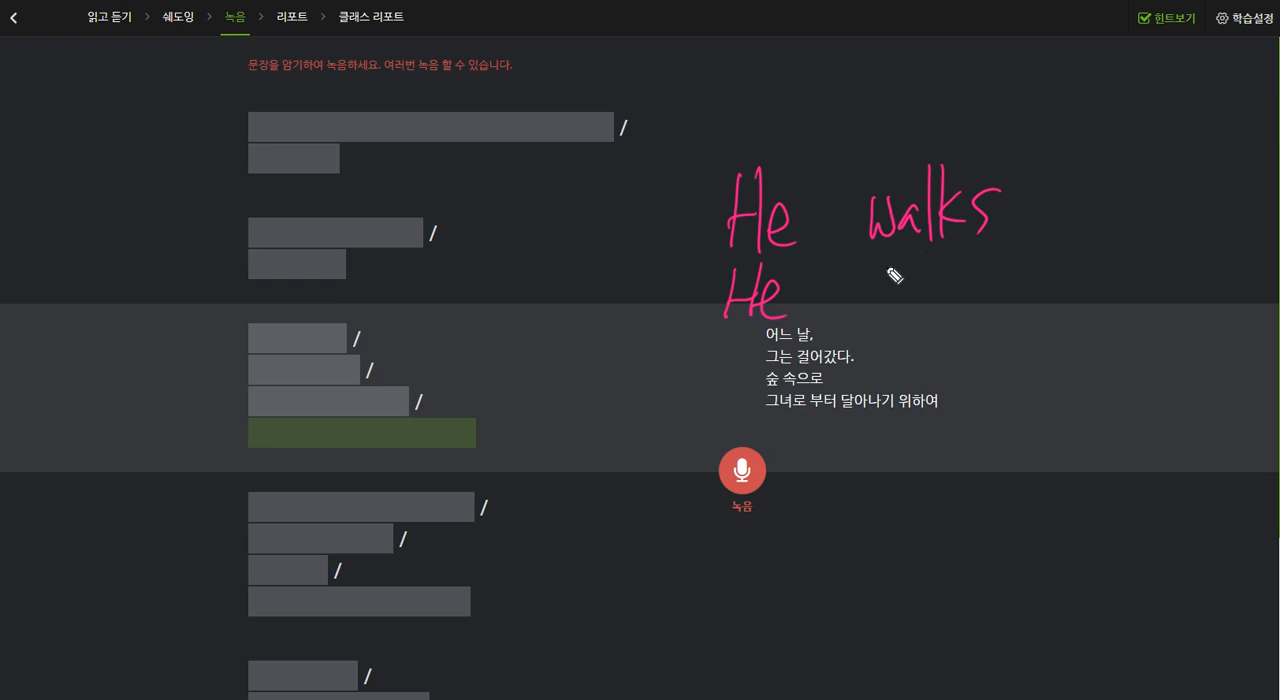 읽고 듣기 > 쉐도잉 > 녹음 > 리포트 > 클래스 리포트 힌트보기 학습설정
문장을 암기하여 녹음하세요. 여러번 녹음 할 수 있습니다.
/
/
He walks
He
/
/
/
어느 날,
그는 걸어갔다.
숲 속으로
그녀로 부터 달아나기 위하여
녹음
/
/
/
/